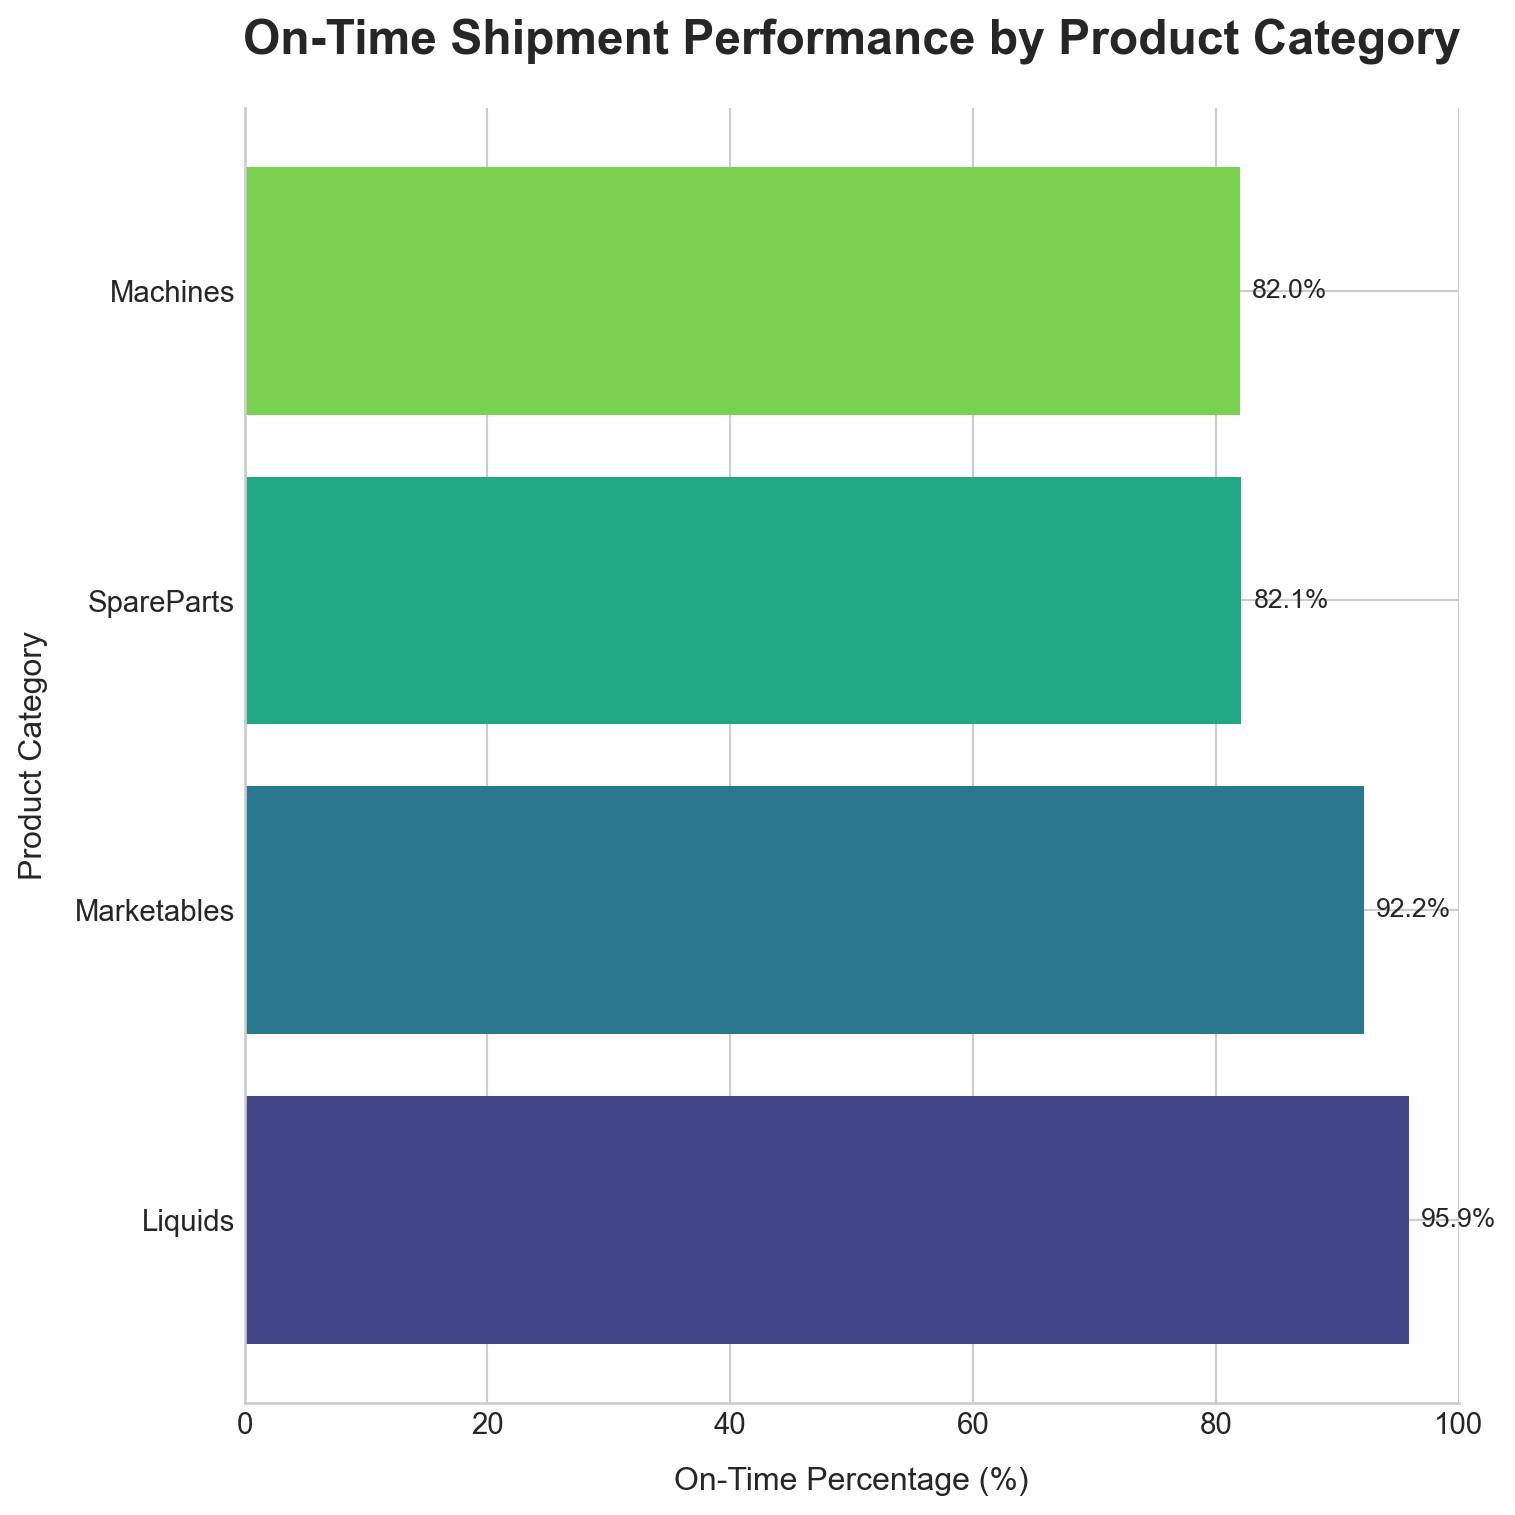 On-Time Shipment Performance by Product Category
Machines
82.0%
SpareParts
82.1%
Product Category
Marketables
92.2%
Liquids
95.9%
0 20 40 60 80 100
On-Time Percentage (%)